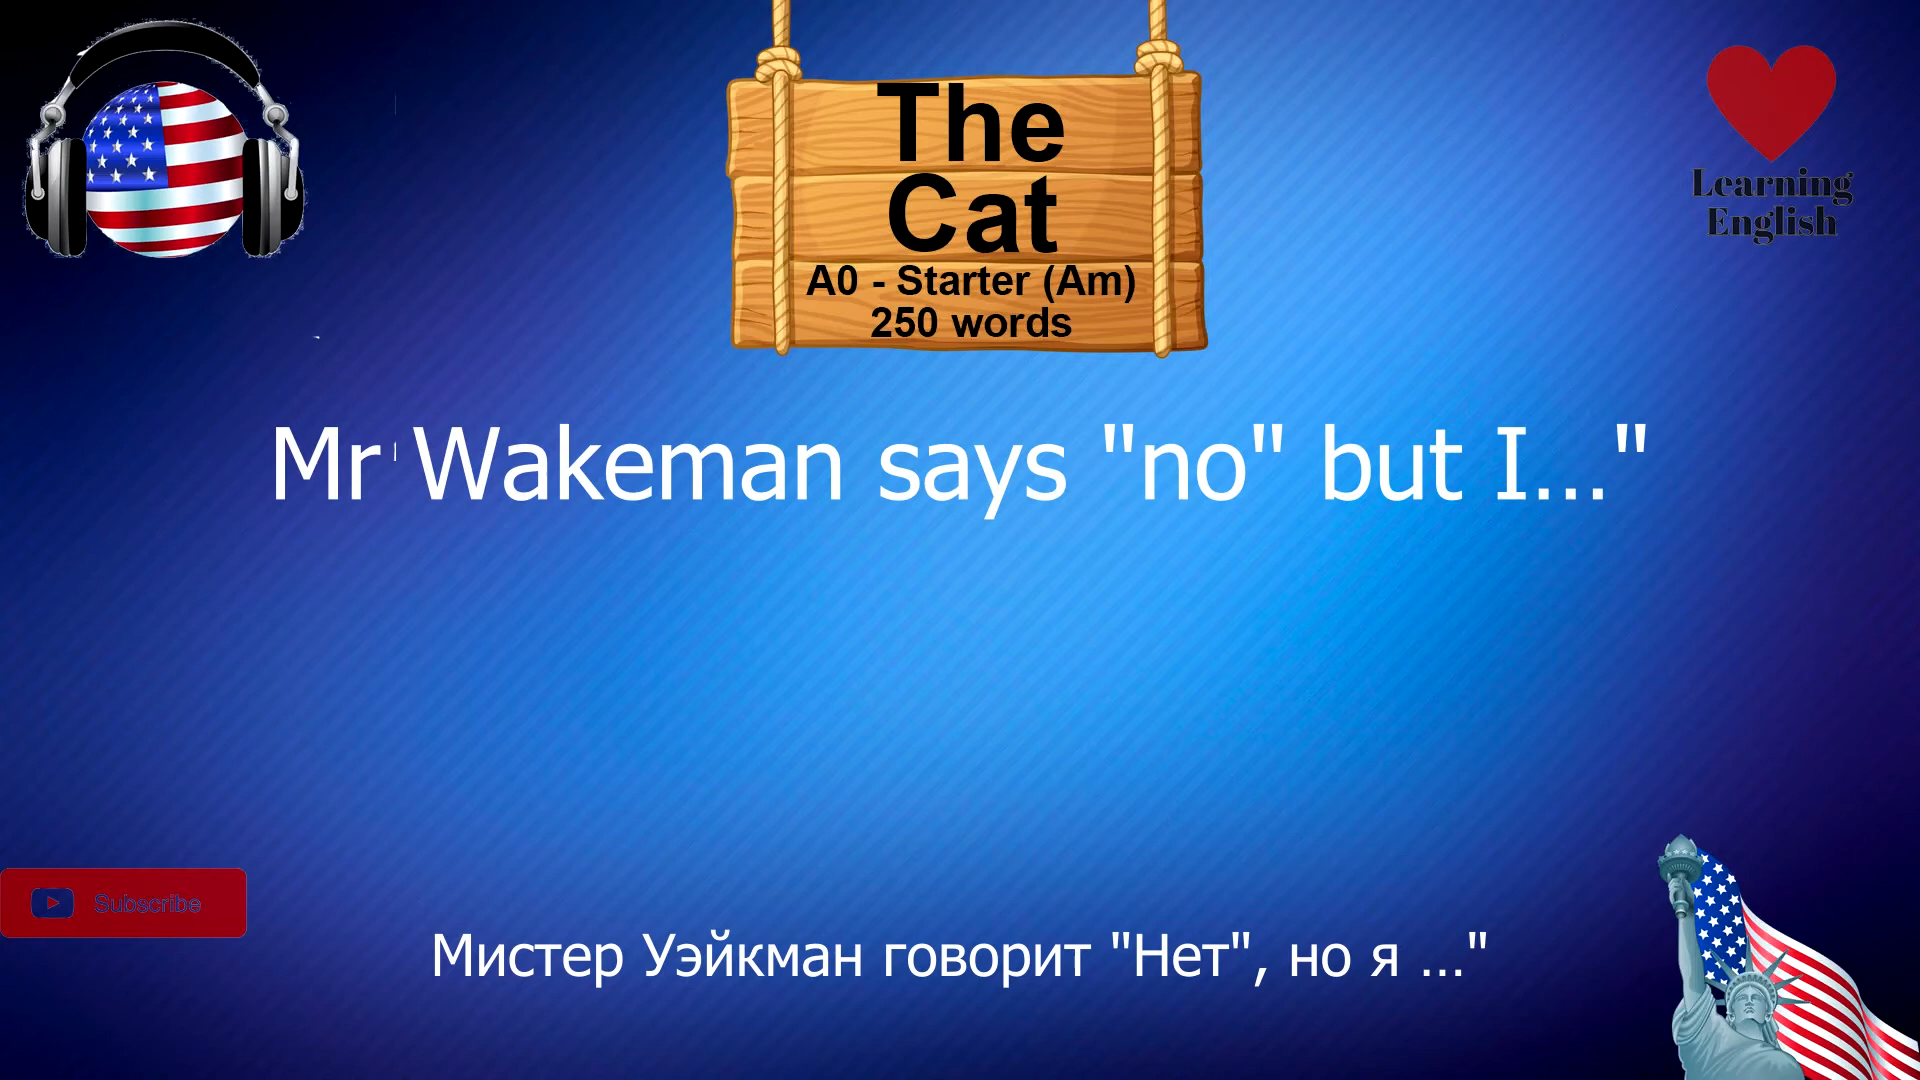 The
Cat
A0 - Starter (Am)
250 words
Learning
English
Mr Wakeman says "no" but I..."
Subscribe
Мистер Уэйкман говорит "Нет", но я ..."